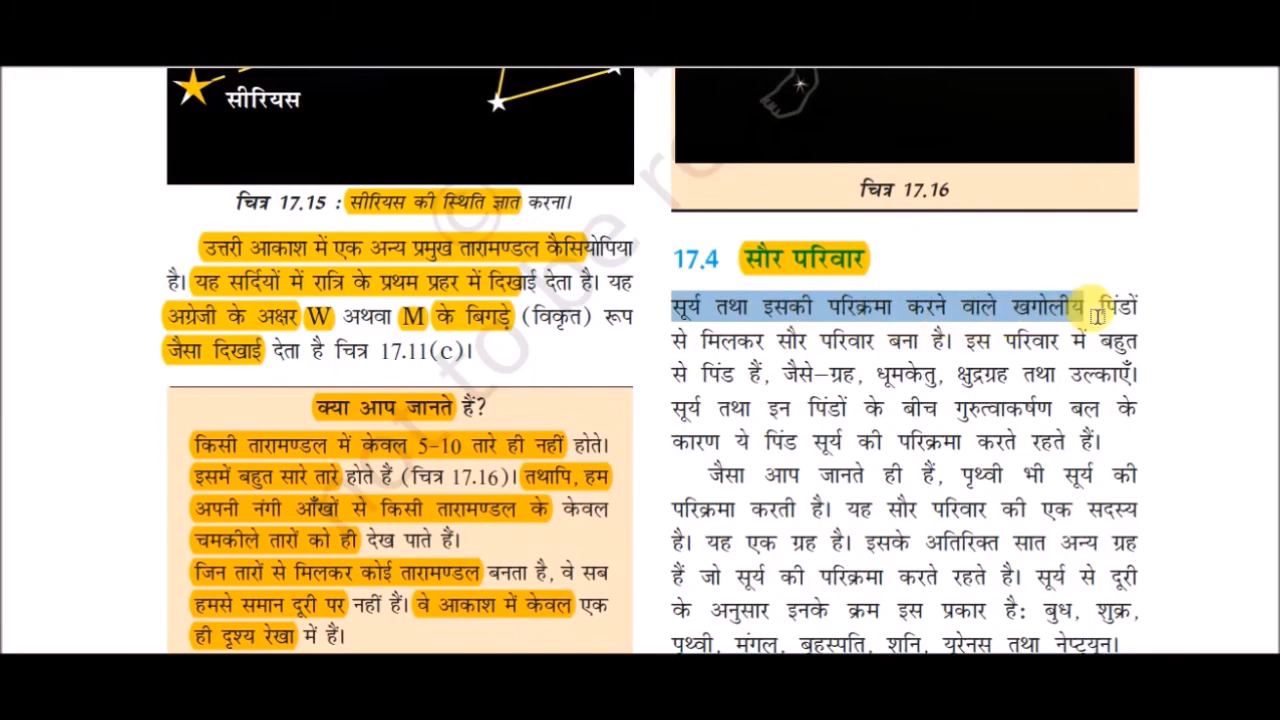 सीरियस
चित्र 17.15 : सीरियस की स्थिति ज्ञात करना।
उत्तरी आकाश में एक अन्य प्रमुख तारामण्डल कैसियोपिया
है। यह सर्दियों में रात्रि के प्रथम प्रहर में दिखाई देता है। यह
अंग्रेजी के अक्षर W अथवा M के बिगड़े (विकृत) रूप
जैसा दिखाई देता है चित्र 17.11(c)।
क्या आप जानते हैं?
किसी तारामण्डल में केवल 5-10 तारे ही नहीं होते।
इसमें बहुत सारे तारे होते हैं (चित्र 17.16)। तथापि, हम
अपनी नंगी आँखों से किसी तारामण्डल के केवल
चमकीले तारों को ही देख पाते हैं।
जिन तारों से मिलकर कोई तारामण्डल बनता है, वे सब
हमसे समान दूरी पर नहीं हैं। वे आकाश में केवल एक
ही दृश्य रेखा में हैं।
चित्र 17.16
17.4 सौर परिवार
सूर्य तथा इसकी परिक्रमा करने वाले खगोलीय पिंडों
से मिलकर सौर परिवार बना है। इस परिवार में बहुत
से पिंड हैं, जैसे–ग्रह, धूमकेतु, क्षुद्रग्रह तथा उल्काएँ।
सूर्य तथा इन पिंडों के बीच गुरुत्वाकर्षण बल के
कारण ये पिंड सूर्य की परिक्रमा करते रहते हैं।
जैसा आप जानते ही हैं, पृथ्वी भी सूर्य की
परिक्रमा करती है। यह सौर परिवार की एक सदस्य
है। यह एक ग्रह है। इसके अतिरिक्त सात अन्य ग्रह
हैं जो सूर्य की परिक्रमा करते रहते है। सूर्य से दूरी
के अनुसार इनके क्रम इस प्रकार है: बुध, शुक्र,
पृथ्वी, मंगल, बृहस्पति, शनि, यूरेनस तथा नेप्ट्यून।
not to be re